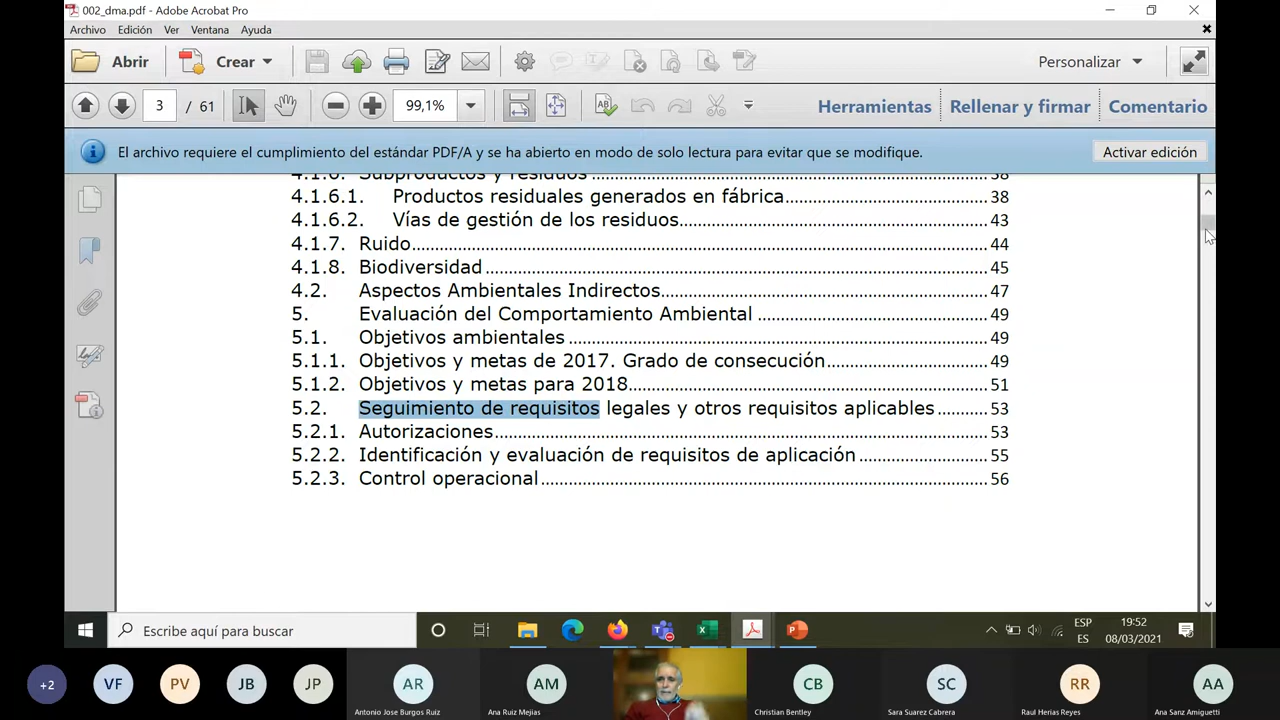 002_dma.pdf - Adobe Acrobat Pro
Archivo Edición Ver Ventana Ayuda
Abrir Crear Personalizar
3 / 61 99,1% Herramientas Rellenar y firmar Comentario
El archivo requiere el cumplimiento del estándar PDF/A y se ha abierto en modo de solo lectura para evitar que se modifique. Activar edición
4.1.6. Subproductos y residuos 38
4.1.6.1. Productos residuales generados en fábrica 38
4.1.6.2. Vías de gestión de los residuos 43
4.1.7. Ruido 44
4.1.8. Biodiversidad 45
4.2. Aspectos Ambientales Indirectos 47
5. Evaluación del Comportamiento Ambiental 49
5.1. Objetivos ambientales 49
5.1.1. Objetivos y metas de 2017. Grado de consecución 49
5.1.2. Objetivos y metas para 2018 51
5.2. Seguimiento de requisitos legales y otros requisitos aplicables 53
5.2.1. Autorizaciones 53
5.2.2. Identificación y evaluación de requisitos de aplicación 55
5.2.3. Control operacional 56
Escribe aquí para buscar
ESP
ES
19:52
08/03/2021
+2 VF PV JB JP AR AM CB SC RR AA
Antonio Jose Burgos Ruiz Ana Ruiz Mejias Christian Bentley Sara Suarez Cabrera Raul Herias Reyes Ana Sanz Amiguetti